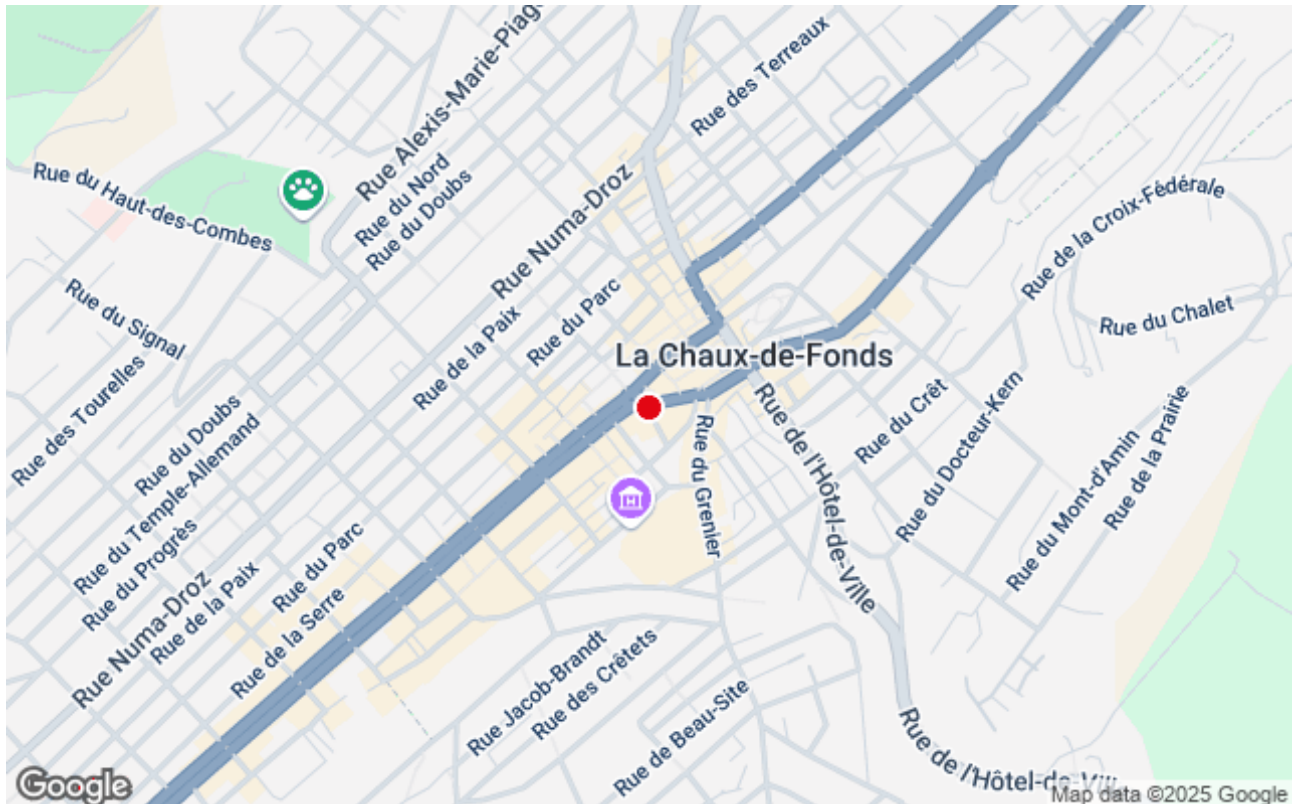 Rue Alexis-Marie-Piag
Rue des Terreaux
Rue du Haut-des-Combes
Rue du Nord
Rue du Doubs
Rue Numa-Droz
Rue de la Croix-Fédérale
Rue du Signal
Rue de la Paix
Rue du Parc
Rue du Chalet
La Chaux-de-Fonds
Rue des Tourelles
Rue du Doubs
Rue du Temple-Allemand
Rue du Progrès
Rue du Grenier
Rue de l'Hôtel-de-Ville
Rue du Crêt
Rue du Docteur-Kern
Rue du Mont-d'Amin
Rue de la Prairie
Rue Numa-Droz
Rue de la Paix
Rue du Parc
Rue de la Serre
Rue Jacob-Brandt
Rue des Crêtets
Rue de Beau-Site
Rue de l'Hôtel-de-Vill
Google
Map data ©2025 Google